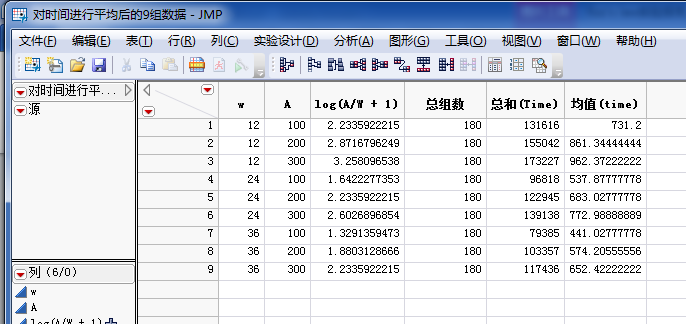 对时间进行平均后的9组数据 - JMP
文件(F) 编辑(E) 表(T) 行(R) 列(C) 实验设计(D) 分析(A) 图形(G) 工具(O) 视图(V) 窗口(W) 帮助(H)
对时间进行平...
源
w A log(A/W + 1) 总组数 总和(Time) 均值(time)
1 12 100 2.2335922215 180 131616 731.2
2 12 200 2.8716796249 180 155042 861.34444444
3 12 300 3.258096538 180 173227 962.37222222
4 24 100 1.6422277353 180 96818 537.87777778
5 24 200 2.2335922215 180 122945 683.02777778
6 24 300 2.6026896854 180 139138 772.98888889
7 36 100 1.3291359473 180 79385 441.02777778
8 36 200 1.8803128666 180 103357 574.20555556
9 36 300 2.2335922215 180 117436 652.42222222
列(6/0)
w
A
log(A/W + 1)